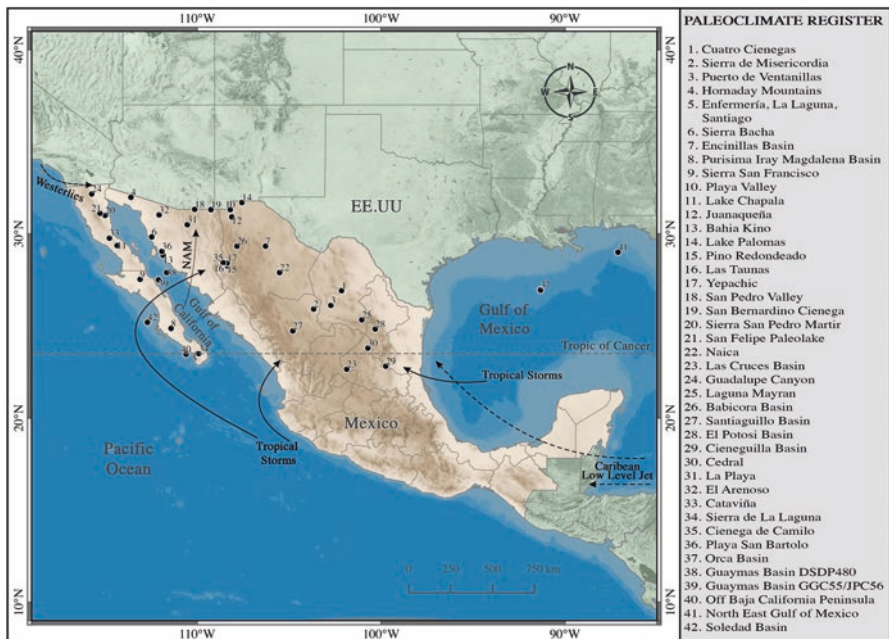 110°W
100°W
90°W
40°N
30°N
20°N
10°N
40°N
30°N
20°N
10°N
N
W
E
S
EE.UU
Westerlies
NAM
Gulf of
California
Gulf of
Mexico
Tropic of Cancer
Tropical Storms
Mexico
Pacific
Ocean
Tropical
Storms
Caribean
Low Level Jet
0 250 500 750 km
110°W
100°W
90°W
PALEOCLIMATE REGISTER
1. Cuatro Cienegas
2. Sierra de Misericordia
3. Puerto de Ventanillas
4. Hornaday Mountains
5. Enfermería, La Laguna,
Santiago
6. Sierra Bacha
7. Encinillas Basin
8. Purisima Iray Magdalena Basin
9. Sierra San Francisco
10. Playa Valley
11. Lake Chapala
12. Juanaqueña
13. Bahia Kino
14. Lake Palomas
15. Pino Redondeado
16. Las Taunas
17. Yepachic
18. San Pedro Valley
19. San Bernardino Cienega
20. Sierra San Pedro Martir
21. San Felipe Paleolake
22. Naica
23. Las Cruces Basin
24. Guadalupe Canyon
25. Laguna Mayran
26. Babicora Basin
27. Santiaguillo Basin
28. El Potosi Basin
29. Cieneguilla Basin
30. Cedral
31. La Playa
32. El Arenoso
33. Cataviña
34. Sierra de La Laguna
35. Cienega de Camilo
36. Playa San Bartolo
37. Orca Basin
38. Guaymas Basin DSDP480
39. Guaymas Basin GGC55/JPC56
40. Off Baja California Peninsula
41. North East Gulf of Mexico
42. Soledad Basin